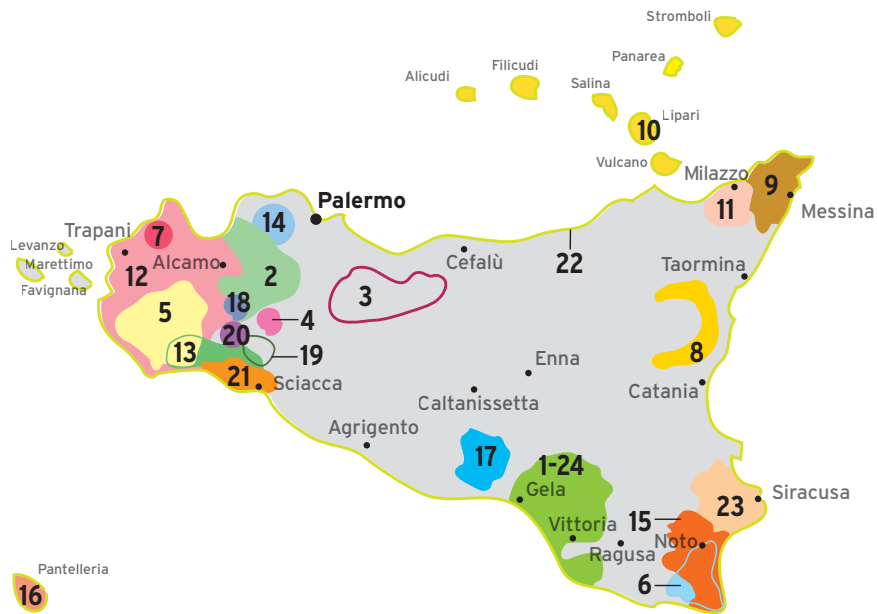 Stromboli
Panarea
Filicudi
Alicudi
Salina
10 Lipari
Vulcano
Milazzo
9
11
Messina
Palermo
14
7
Trapani
Levanzo
Marettimo
Favignana
12
Alcamo
2
Cefalù
22
Taormina
3
5
18
4
20
13
19
8
21
Sciacca
Enna
Catania
Caltanissetta
Agrigento
17
1-24
Gela
Siracusa
23
15
Vittoria
Noto
Ragusa
6
Pantelleria
16